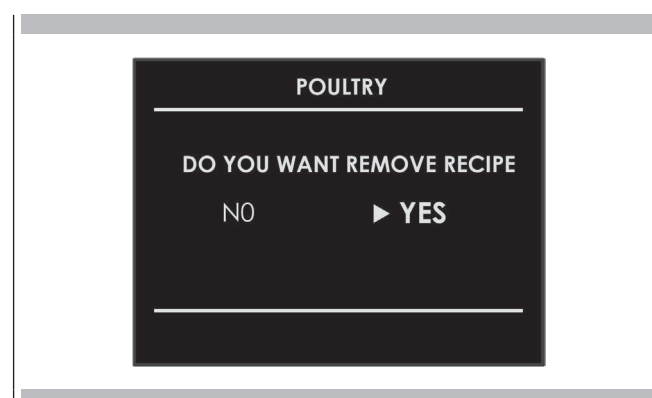 POULTRY
DO YOU WANT REMOVE RECIPE
N0 ▶ YES